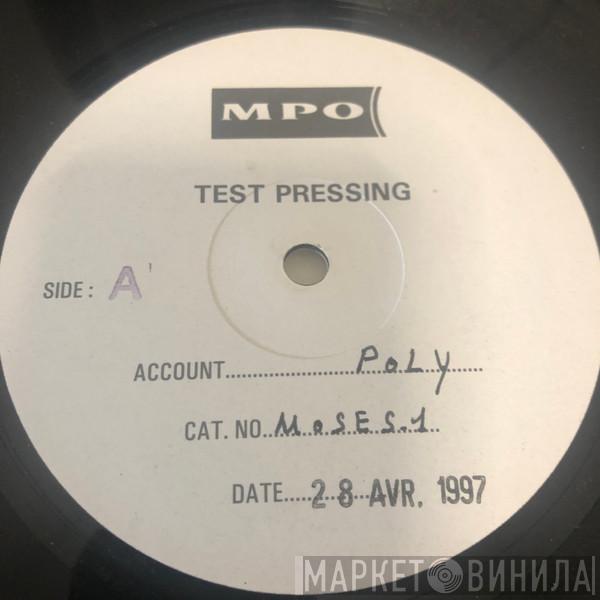 MPO
TEST PRESSING
SIDE : A
ACCOUNT.......................POLY......
CAT. NO..MOSES.1..
DATE.....28 AVR. 1997
МАРКЕТ ВИНИЛА